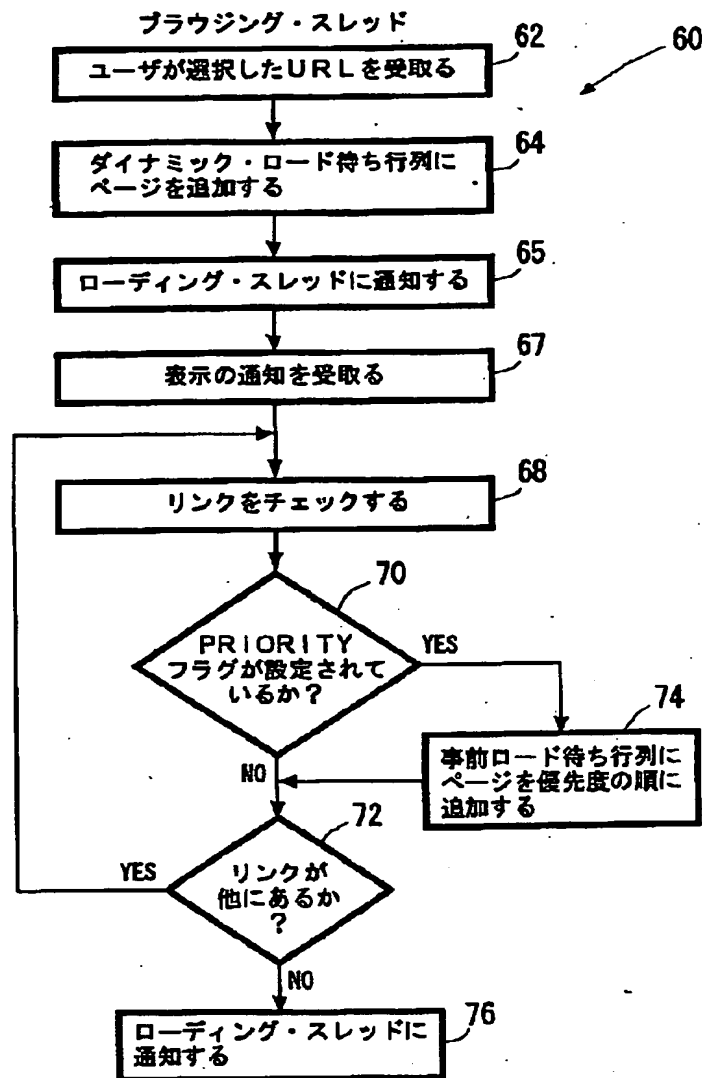 ブラウジング・スレッド
62
60
ユーザが選択したURLを受取る
64
ダイナミック・ロード待ち行列に
ページを追加する
65
ローディング・スレッドに通知する
67
表示の通知を受取る
68
リンクをチェックする
70
PRIORITY
フラグが設定されて
いるか?
YES
74
事前ロード待ち行列に
ページを優先度の順に
追加する
NO
72
リンクが
他にあるか
?
YES
NO
76
ローディング・スレッドに
通知する